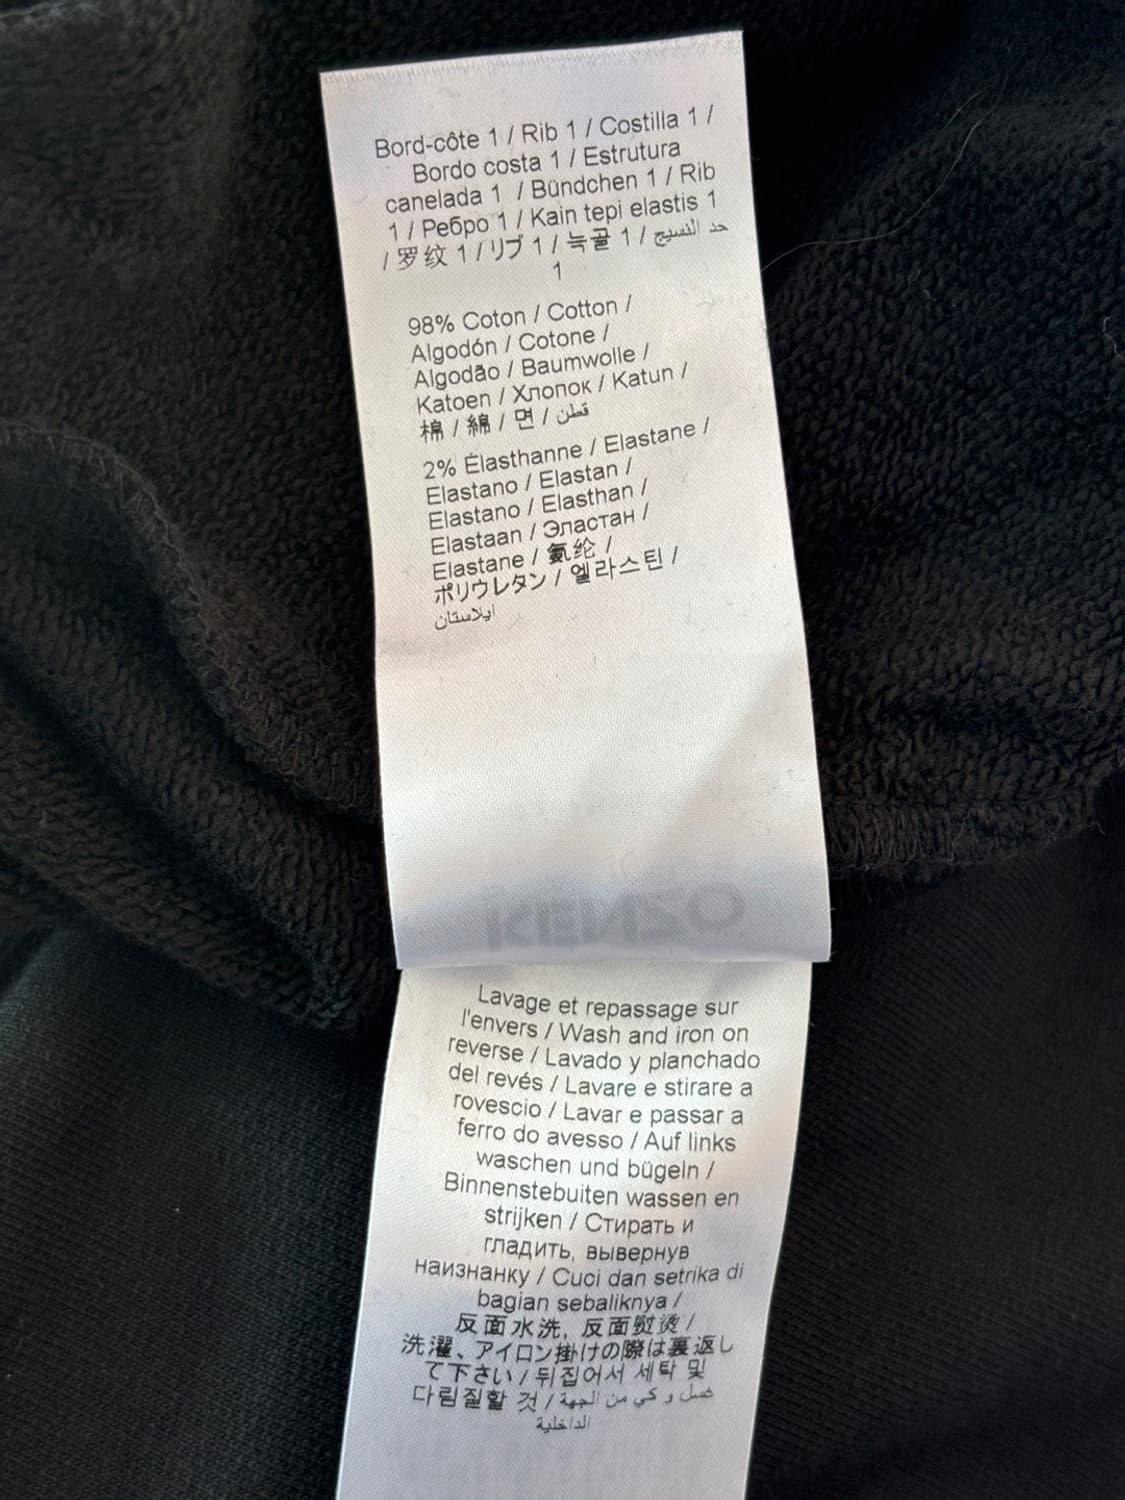 Bord-côte 1 / Rib 1 / Costilla 1 /
Bordo costa 1 / Estrutura
canelada 1 / Bündchen 1 / Rib
1 / Ребро 1 / Kain tepi elastis 1
/ 罗纹 1 / リブ 1 / 늑골 1 / حد النسيج
1
98% Coton / Cotton /
Algodón / Cotone /
Algodão / Baumwolle /
Katoen / Хлопок / Katun /
棉 / 綿 / 면 / قطن
2% Élasthanne / Elastane /
Elastano / Elastan /
Elastano / Elasthan /
Elastaan / Эластан /
Elastane / 氨纶 /
ポリウレタン / 엘라스틴 /
ايلاستان
KENZO
Lavage et repassage sur
l'envers / Wash and iron on
reverse / Lavado y planchado
del revés / Lavare e stirare a
rovescio / Lavar e passar a
ferro do avesso / Auf links
waschen und bügeln /
Binnenstebuiten wassen en
strijken / Стирать и
гладить, вывернув
наизнанку / Cuci dan setrika di
bagian sebaliknya /
反面水洗, 反面熨烫 /
洗濯、アイロン掛けの際は裏返し
て下さい / 뒤집어서 세탁 및
다림질할 것 / غسل و كي من الجهة
الداخلية